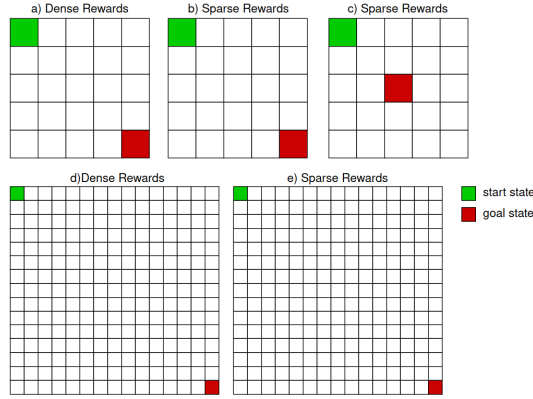 a) Dense Rewards
b) Sparse Rewards
c) Sparse Rewards
d)Dense Rewards
e) Sparse Rewards
start state
goal state